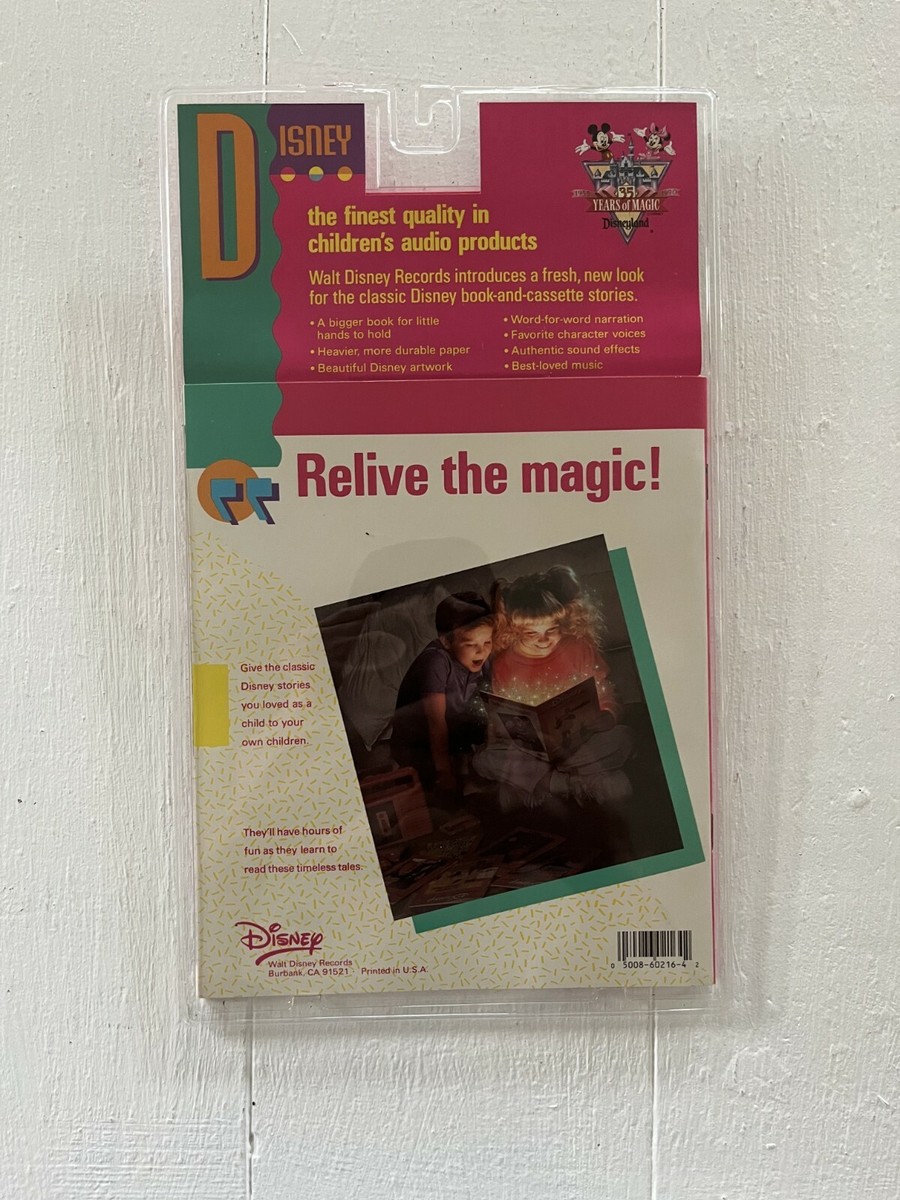 DISNEY
35
YEARS of MAGIC
Disneyland
the finest quality in
children's audio products
Walt Disney Records introduces a fresh, new look
for the classic Disney book-and-cassette stories.
• A bigger book for little
hands to hold
• Heavier, more durable paper
• Beautiful Disney artwork
• Word-for-word narration
• Favorite character voices
• Authentic sound effects
• Best-loved music
Relive the magic!
Give the classic
Disney stories
you loved as a
child to your
own children.
They'll have hours of
fun as they learn to
read these timeless tales.
Disney
Walt Disney Records
Burbank, CA 91521 Printed in U.S.A.
0 5008-60216-4 2